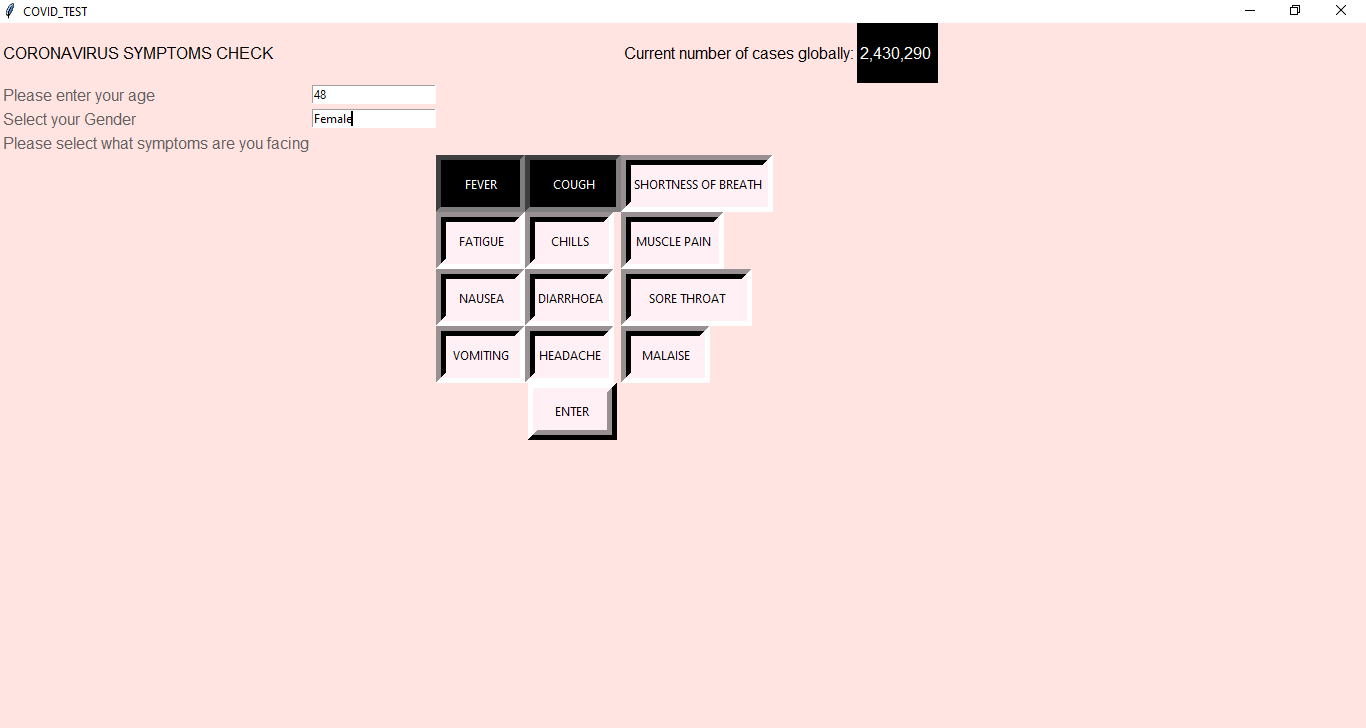 COVID_TEST
CORONAVIRUS SYMPTOMS CHECK
Current number of cases globally: 2,430,290
Please enter your age 48
Select your Gender Female
Please select what symptoms are you facing
FEVER COUGH SHORTNESS OF BREATH
FATIGUE CHILLS MUSCLE PAIN
NAUSEA DIARRHOEA SORE THROAT
VOMITING HEADACHE MALAISE
ENTER